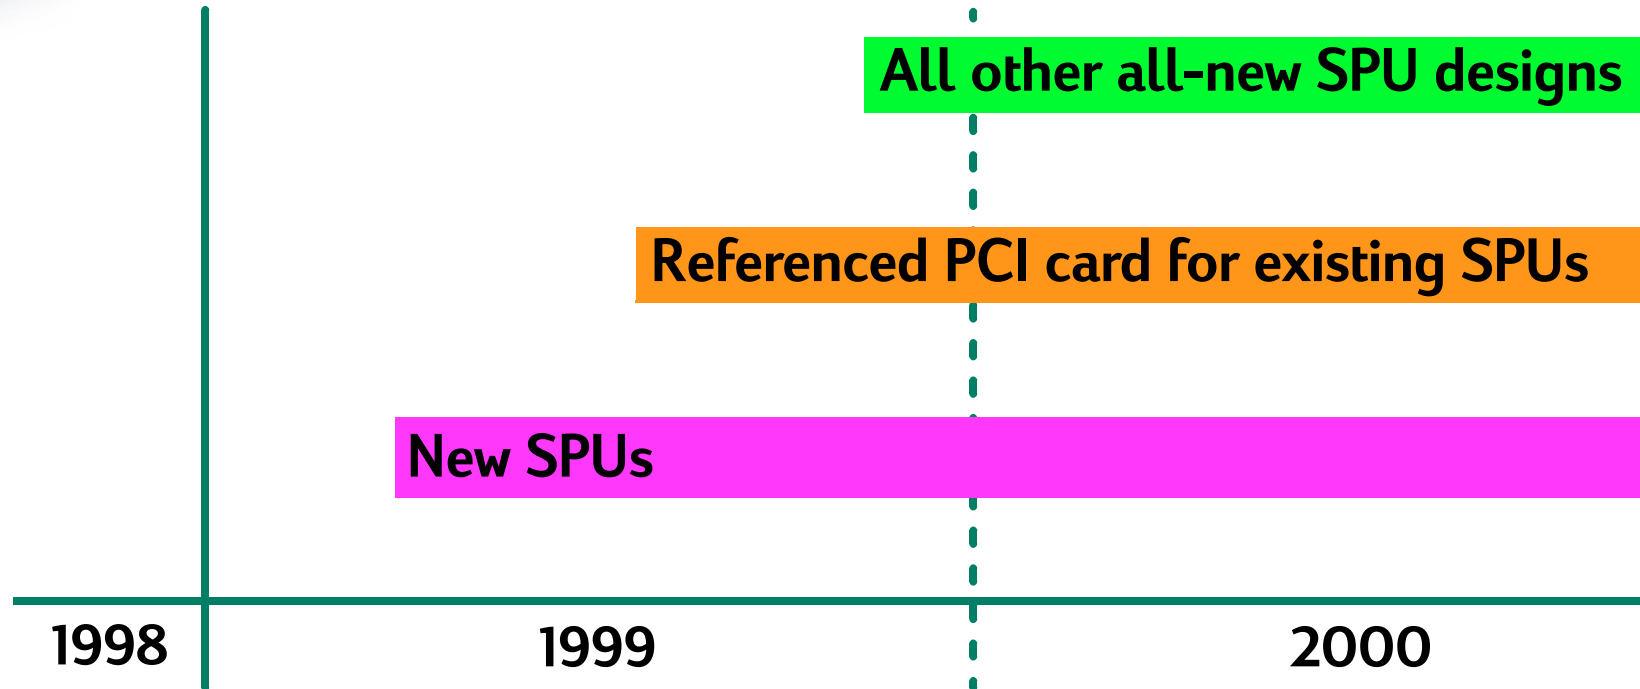 All other all-new SPU designs
Referenced PCI card for existing SPUs
New SPUs
1998 1999 2000